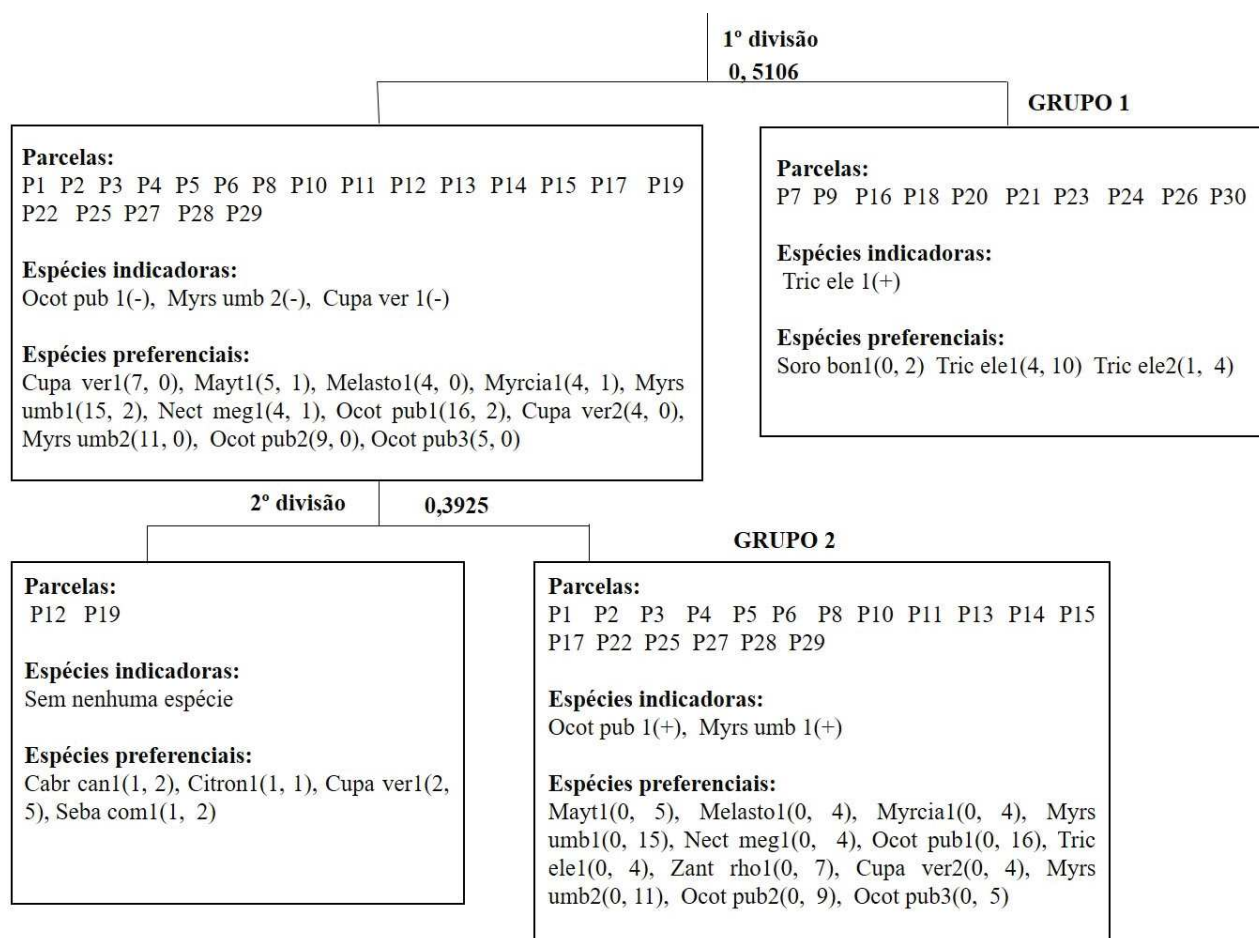 1º divisão
0, 5106
GRUPO 1
Parcelas:
P1 P2 P3 P4 P5 P6 P8 P10 P11 P12 P13 P14 P15 P17 P19
P22 P25 P27 P28 P29
Espécies indicadoras:
Ocot pub 1(-), Myrs umb 2(-), Cupa ver 1(-)
Espécies preferenciais:
Cupa ver1(7, 0), Mayt1(5, 1), Melasto1(4, 0), Myrcia1(4, 1), Myrs
umb1(15, 2), Nect meg1(4, 1), Ocot pub1(16, 2), Cupa ver2(4, 0),
Myrs umb2(11, 0), Ocot pub2(9, 0), Ocot pub3(5, 0)
Parcelas:
P7 P9 P16 P18 P20 P21 P23 P24 P26 P30
Espécies indicadoras:
Tric ele 1(+)
Espécies preferenciais:
Soro bon1(0, 2) Tric ele1(4, 10) Tric ele2(1, 4)
2º divisão
0,3925
GRUPO 2
Parcelas:
P12 P19
Espécies indicadoras:
Sem nenhuma espécie
Espécies preferenciais:
Cabr can1(1, 2), Citron1(1, 1), Cupa ver1(2,
5), Seba com1(1, 2)
Parcelas:
P1 P2 P3 P4 P5 P6 P8 P10 P11 P13 P14 P15
P17 P22 P25 P27 P28 P29
Espécies indicadoras:
Ocot pub 1(+), Myrs umb 1(+)
Espécies preferenciais:
Mayt1(0, 5), Melasto1(0, 4), Myrcia1(0, 4), Myrs
umb1(0, 15), Nect meg1(0, 4), Ocot pub1(0, 16), Tric
ele1(0, 4), Zant rho1(0, 7), Cupa ver2(0, 4), Myrs
umb2(0, 11), Ocot pub2(0, 9), Ocot pub3(0, 5)